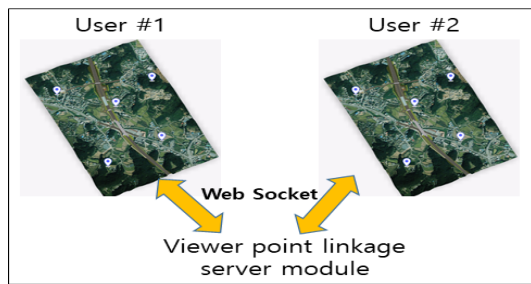 User #1
User #2
Web Socket
Viewer point linkage
server module